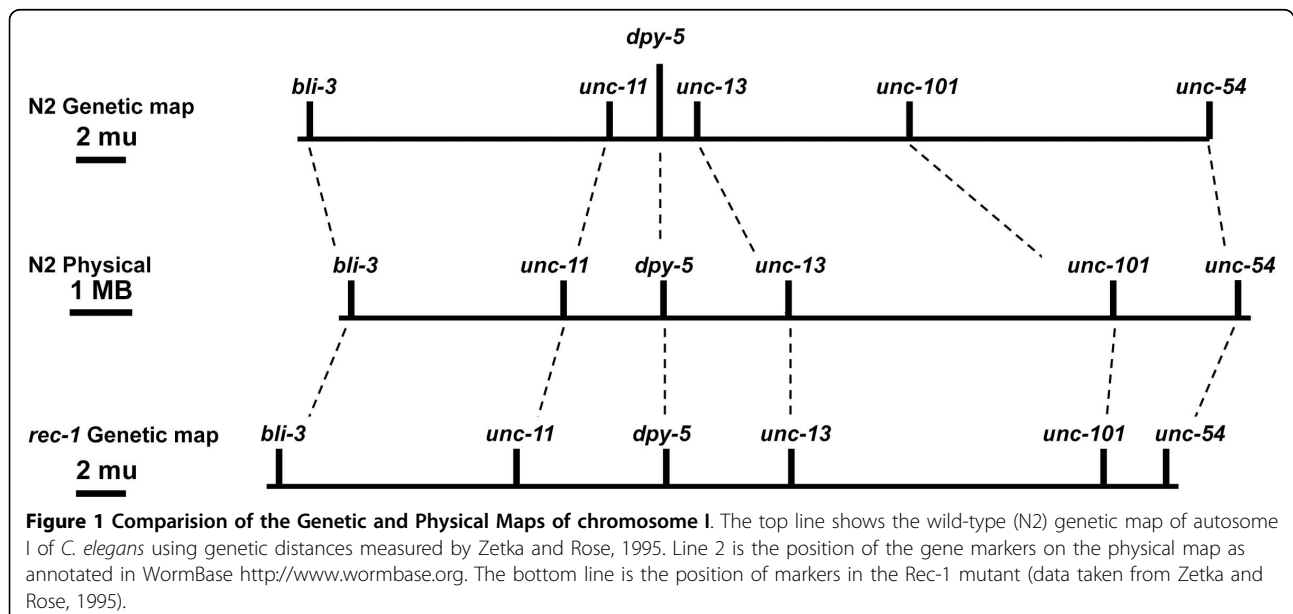 dpy-5
bli-3 unc-11 unc-13 unc-101 unc-54
N2 Genetic map
2 mu
N2 Physical
1 MB
bli-3 unc-11 dpy-5 unc-13 unc-101 unc-54
rec-1 Genetic map
2 mu
bli-3 unc-11 dpy-5 unc-13 unc-101 unc-54
Figure 1 Comparision of the Genetic and Physical Maps of chromosome I. The top line shows the wild-type (N2) genetic map of autosome
I of C. elegans using genetic distances measured by Zetka and Rose, 1995. Line 2 is the position of the gene markers on the physical map as
annotated in WormBase http://www.wormbase.org. The bottom line is the position of markers in the Rec-1 mutant (data taken from Zetka and
Rose, 1995).